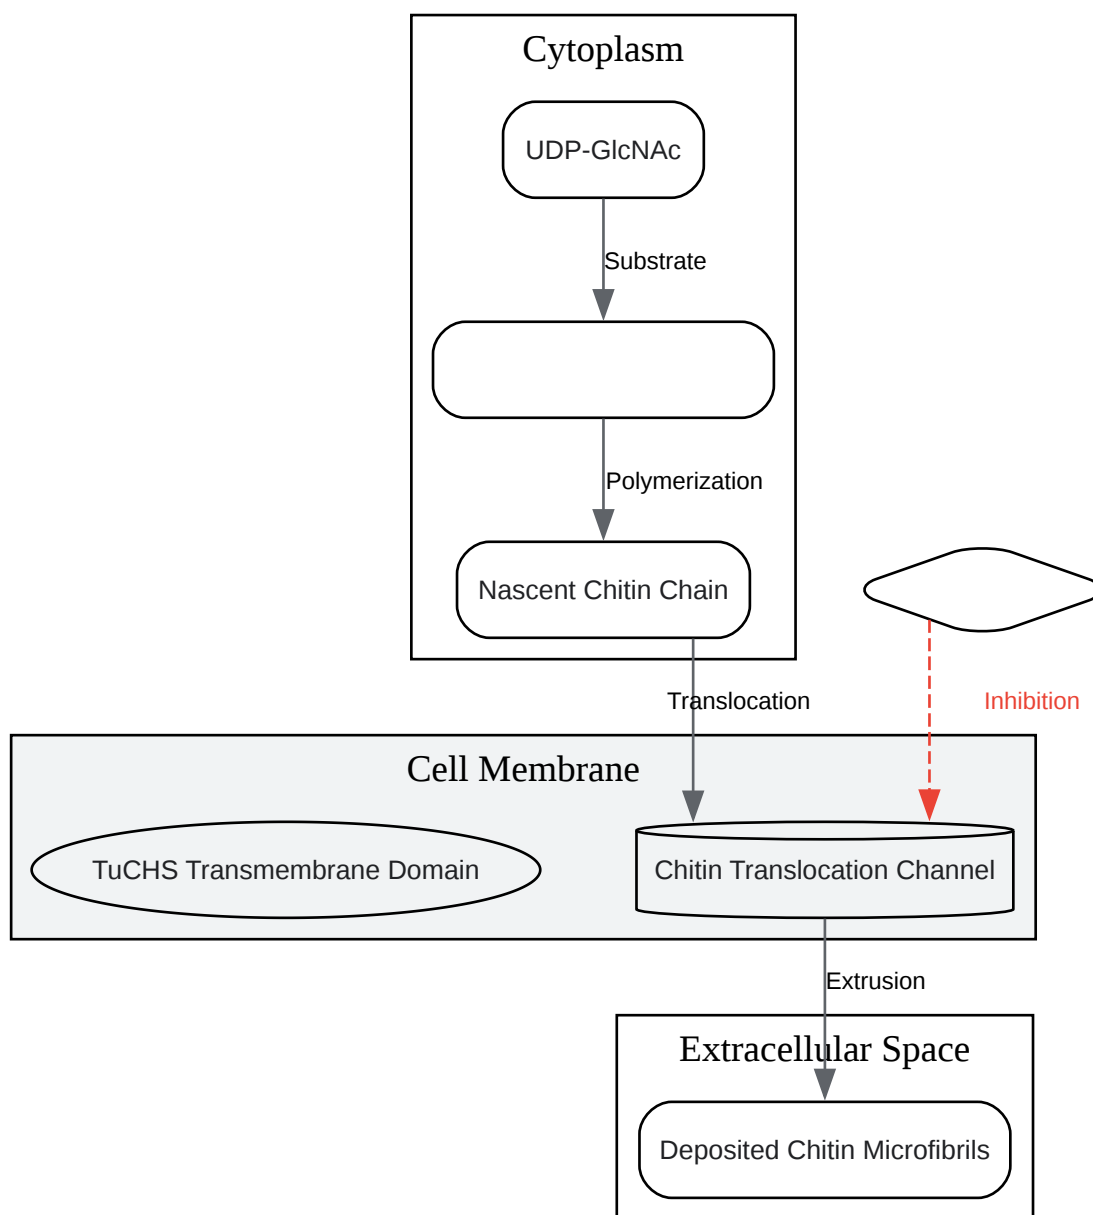 Cytoplasm
UDP-GlcNAc
Substrate
Polymerization
Nascent Chitin Chain
Translocation
Inhibition
Cell Membrane
TuCHS Transmembrane Domain
Chitin Translocation Channel
Extrusion
Extracellular Space
Deposited Chitin Microfibrils